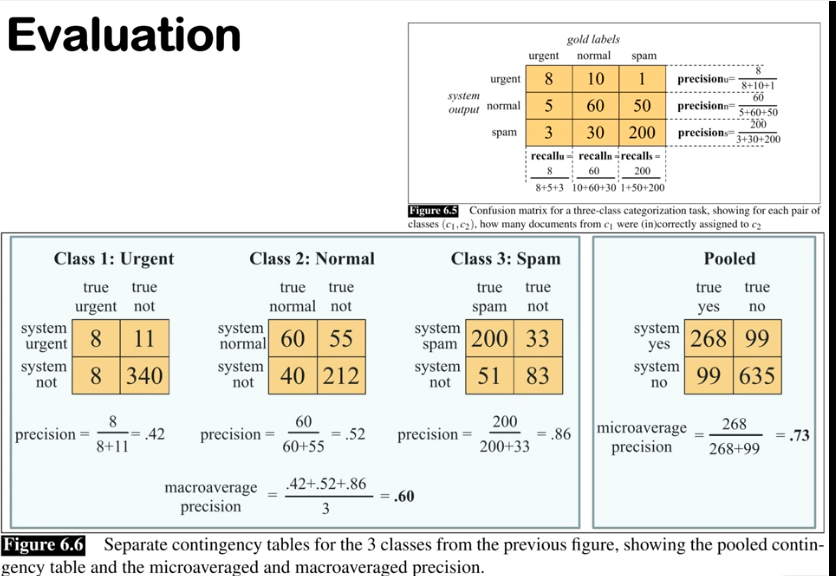 Evaluation
gold labels
urgent normal spam
urgent 8 10 1 precisionu= 8
8+10+1
system
output normal 5 60 50 precisionn= 60
5+60+50
spam 3 30 200 precisions= 200
3+30+200
recallu = recalln = recalls =
8 60 200
8+5+3 10+60+30 1+50+200
Figure 6.5 Confusion matrix for a three-class categorization task, showing for each pair of
classes (c1,c2), how many documents from c1 were (in)correctly assigned to c2
Class 1: Urgent
true true
urgent not
system
urgent 8 11
system
not 8 340
precision = 8 = .42
8+11
Class 2: Normal
true true
normal not
system
normal 60 55
system
not 40 212
precision = 60 = .52
60+55
Class 3: Spam
true true
spam not
system
spam 200 33
system
not 51 83
precision = 200 = .86
200+33
macroaverage
precision = .42+.52+.86 = .60
3
Pooled
true true
yes no
system
yes 268 99
system
no 99 635
microaverage
precision = 268 = .73
268+99
Figure 6.6 Separate contingency tables for the 3 classes from the previous figure, showing the pooled contin-
gency table and the microaveraged and macroaveraged precision.